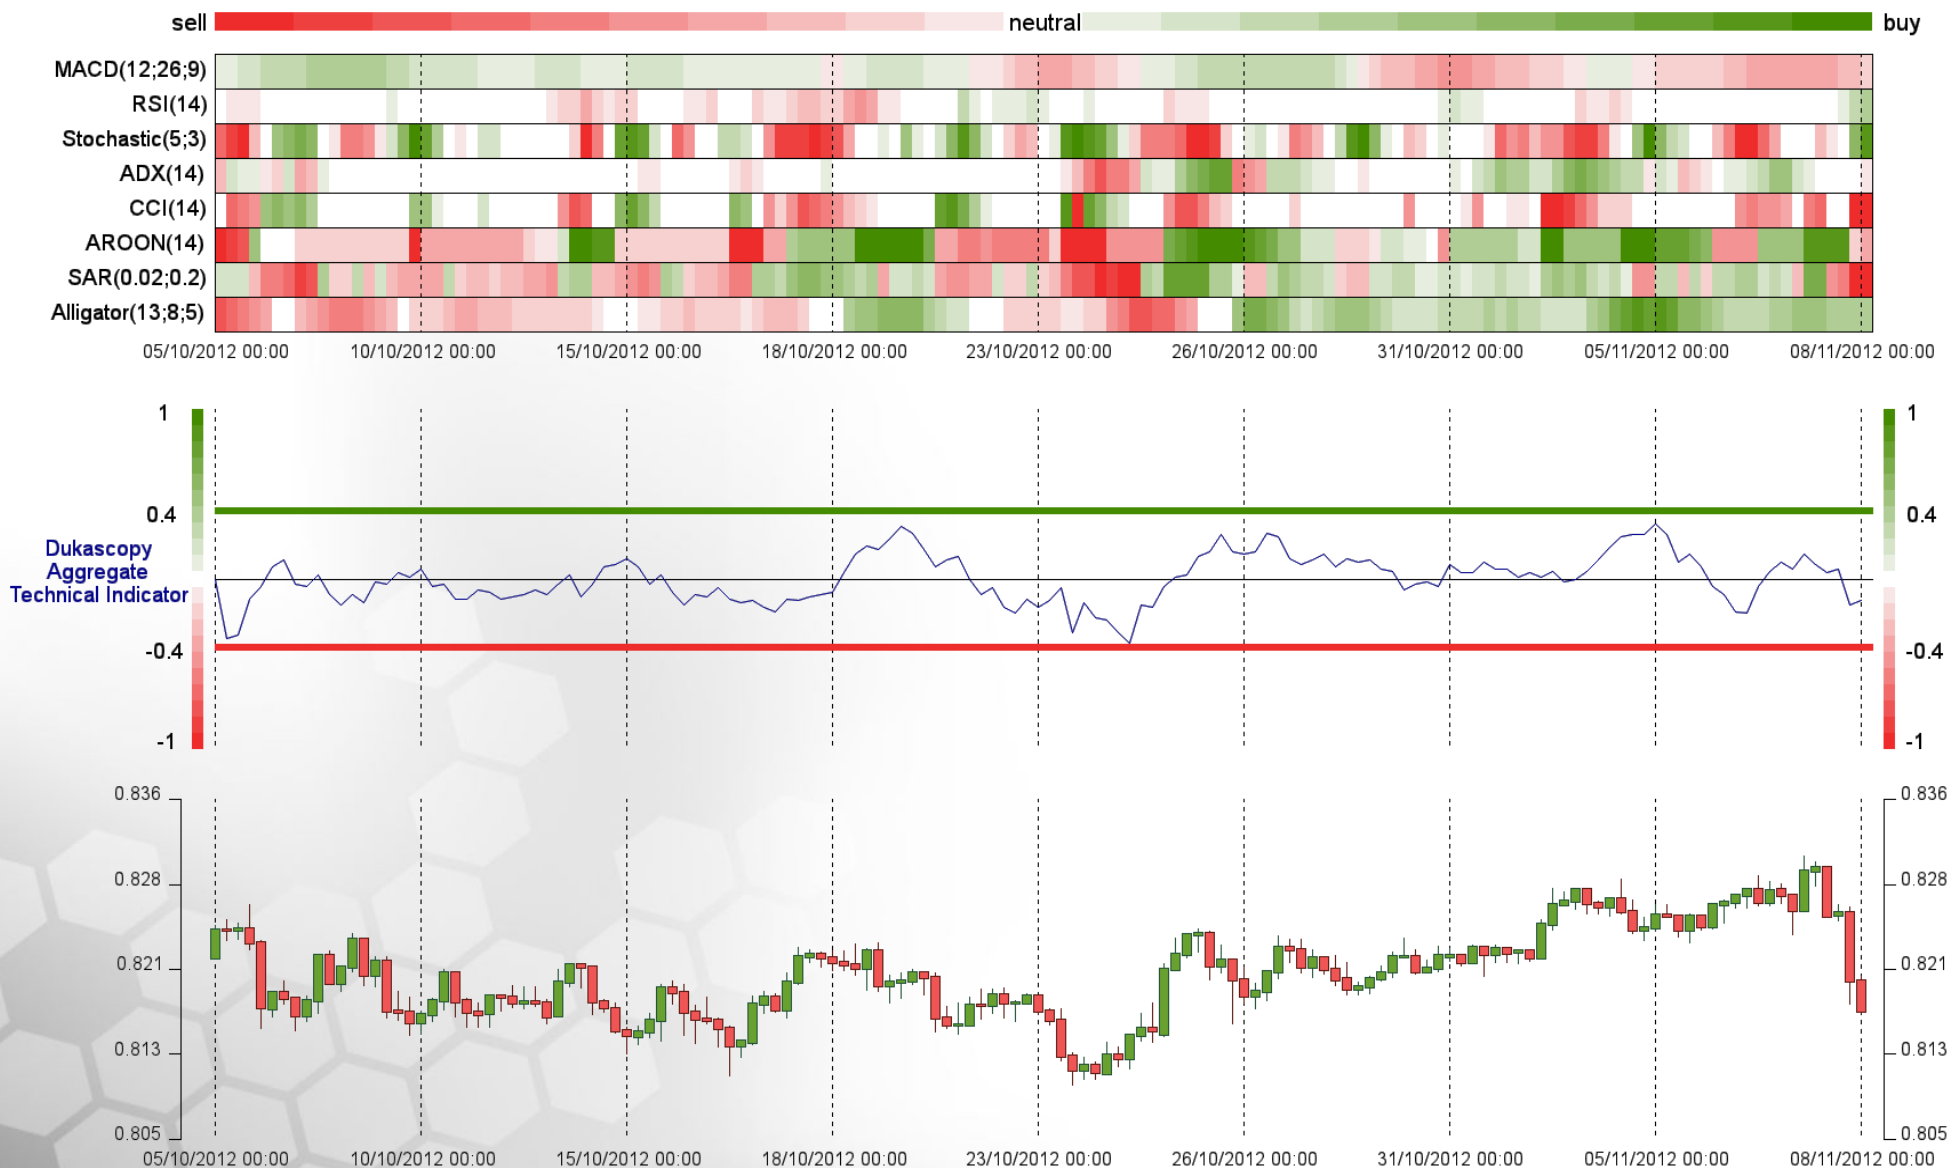 sell neutral buy
MACD(12;26;9)
RSI(14)
Stochastic(5;3)
ADX(14)
CCI(14)
AROON(14)
SAR(0.02;0.2)
Alligator(13;8;5)
05/10/2012 00:00 10/10/2012 00:00 15/10/2012 00:00 18/10/2012 00:00 23/10/2012 00:00 26/10/2012 00:00 31/10/2012 00:00 05/11/2012 00:00 08/11/2012 00:00
1 1
0.4 0.4
Dukascopy
Aggregate
Technical Indicator
-0.4 -0.4
-1 -1
0.836 0.836
0.828 0.828
0.821 0.821
0.813 0.813
0.805 0.805
05/10/2012 00:00 10/10/2012 00:00 15/10/2012 00:00 18/10/2012 00:00 23/10/2012 00:00 26/10/2012 00:00 31/10/2012 00:00 05/11/2012 00:00 08/11/2012 00:00